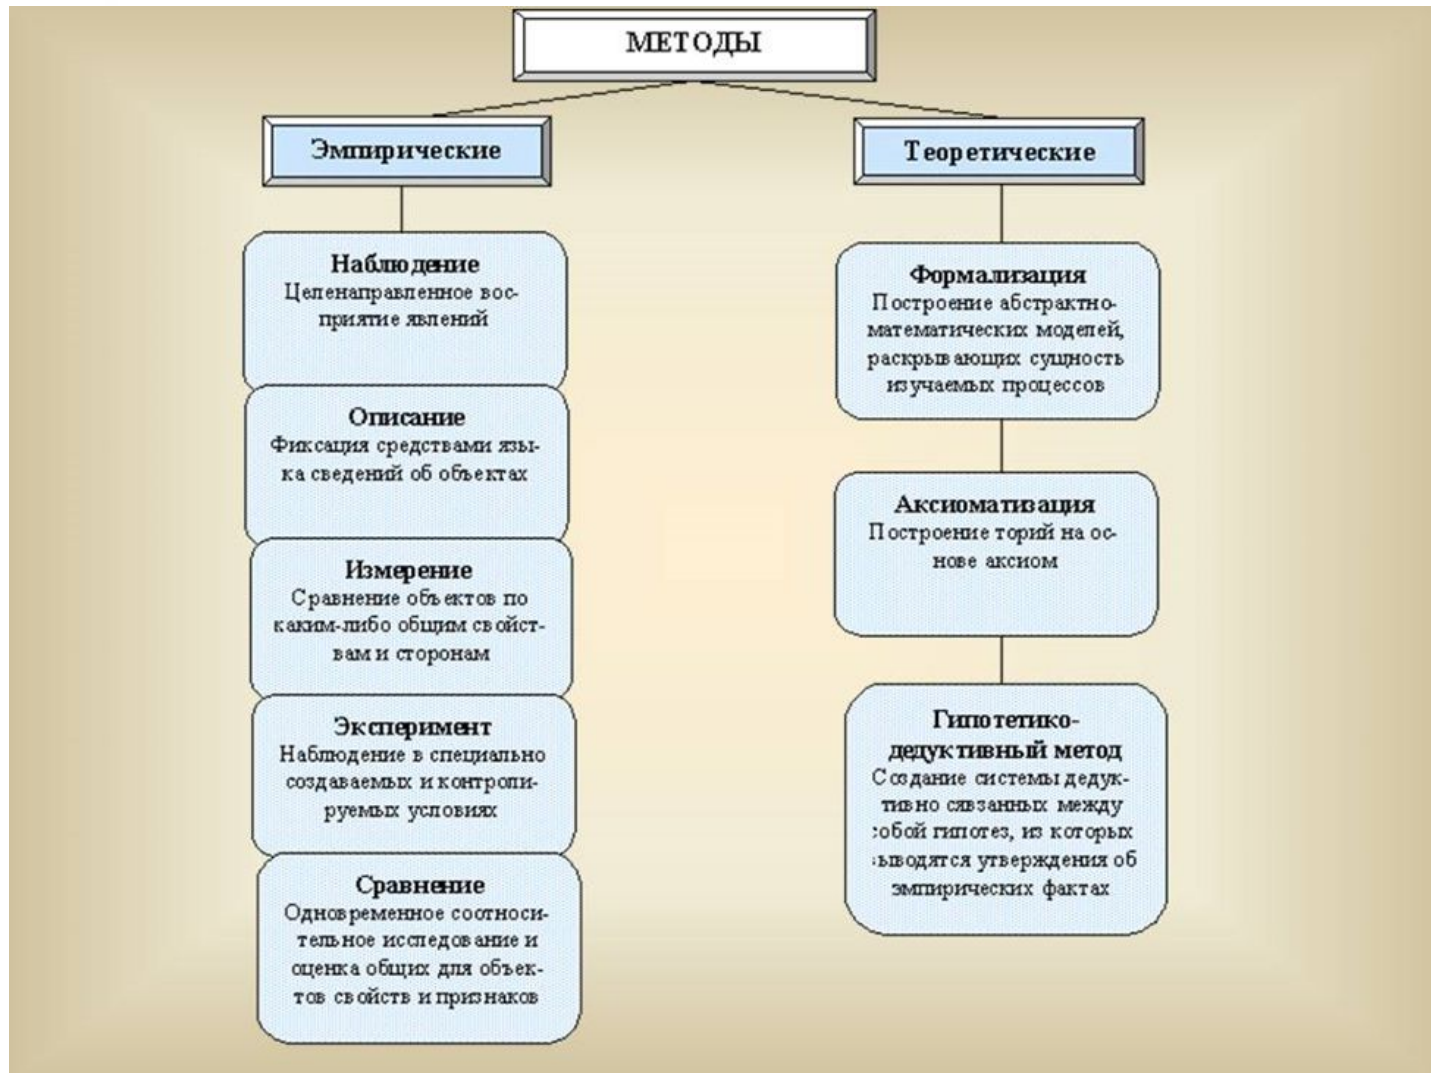 МЕТОДЫ
Эмпирические
Наблюдение
Целенаправленное вос-
приятие явлений
Описание
Фиксация средствами язы-
ка сведений об объектах
Измерение
Сравнение объектов по
каким-либо общим свойст-
вам и сторонам
Эксперимент
Наблюдение в специально
создаваемых и контроли-
руемых условиях
Сравнение
Одновременное соотноси-
тельное исследование и
оценка общих для объек-
тов свойств и признаков
Теоретические
Формализация
Построение абстрактно-
математических моделей,
раскрывающих сущность
изучаемых процессов
Аксиоматизация
Построение торий на ос-
нове аксиом
Гипотетико-
дедуктивный метод
Создание системы дедук-
тивно сявзанных между
собой гипотез, из которых
выводятся утверждения об
эмпирических фактах